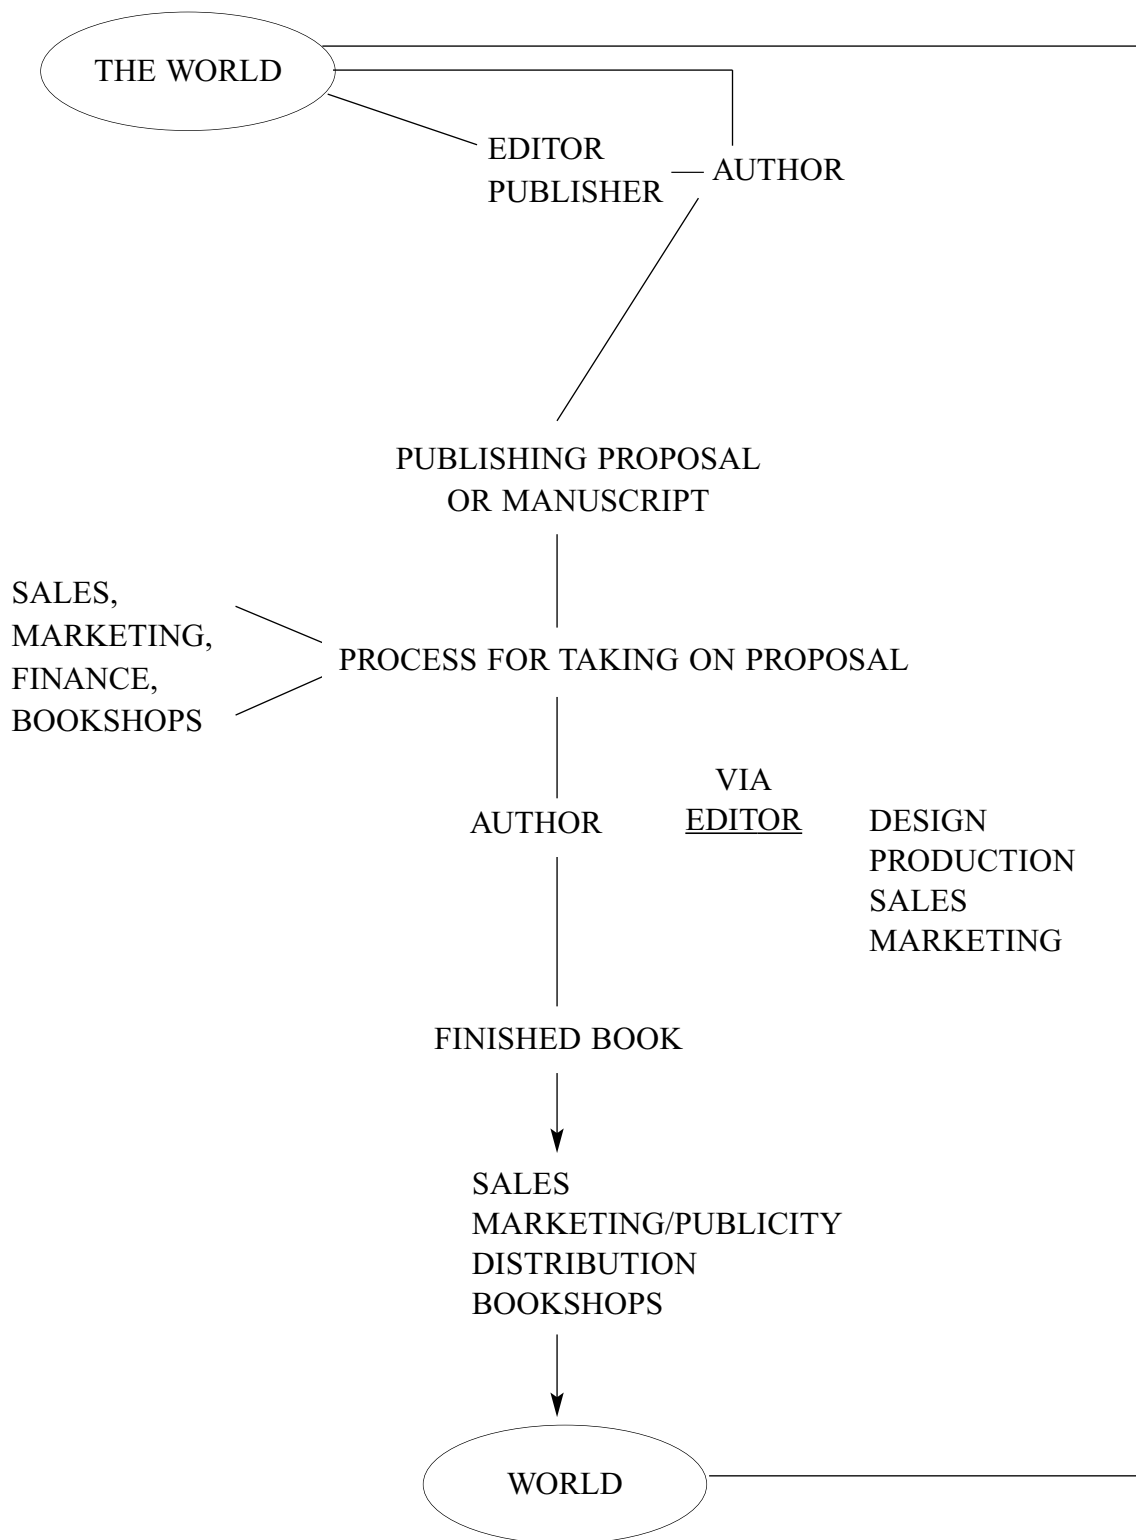 THE WORLD
EDITOR
PUBLISHER
AUTHOR
PUBLISHING PROPOSAL
OR MANUSCRIPT
SALES,
MARKETING,
FINANCE,
BOOKSHOPS
PROCESS FOR TAKING ON PROPOSAL
AUTHOR
VIA
EDITOR
DESIGN
PRODUCTION
SALES
MARKETING
FINISHED BOOK
SALES
MARKETING/PUBLICITY
DISTRIBUTION
BOOKSHOPS
WORLD